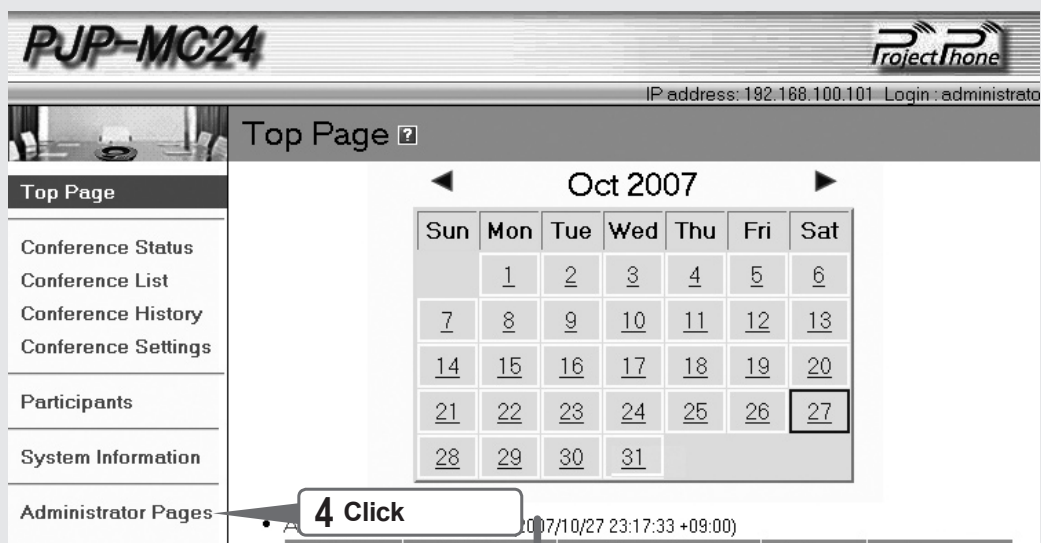 PJP-MC24
ProjectPhone
IP address: 192.168.100.101 Login : administrato
Top Page ?
Top Page
Conference Status
Conference List
Conference History
Conference Settings
Participants
System Information
Administrator Pages
◀ Oct 2007 ▶
Sun Mon Tue Wed Thu Fri Sat
1 2 3 4 5 6
7 8 9 10 11 12 13
14 15 16 17 18 19 20
21 22 23 24 25 26 27
28 29 30 31
4 Click
07/10/27 23:17:33 +09:00)